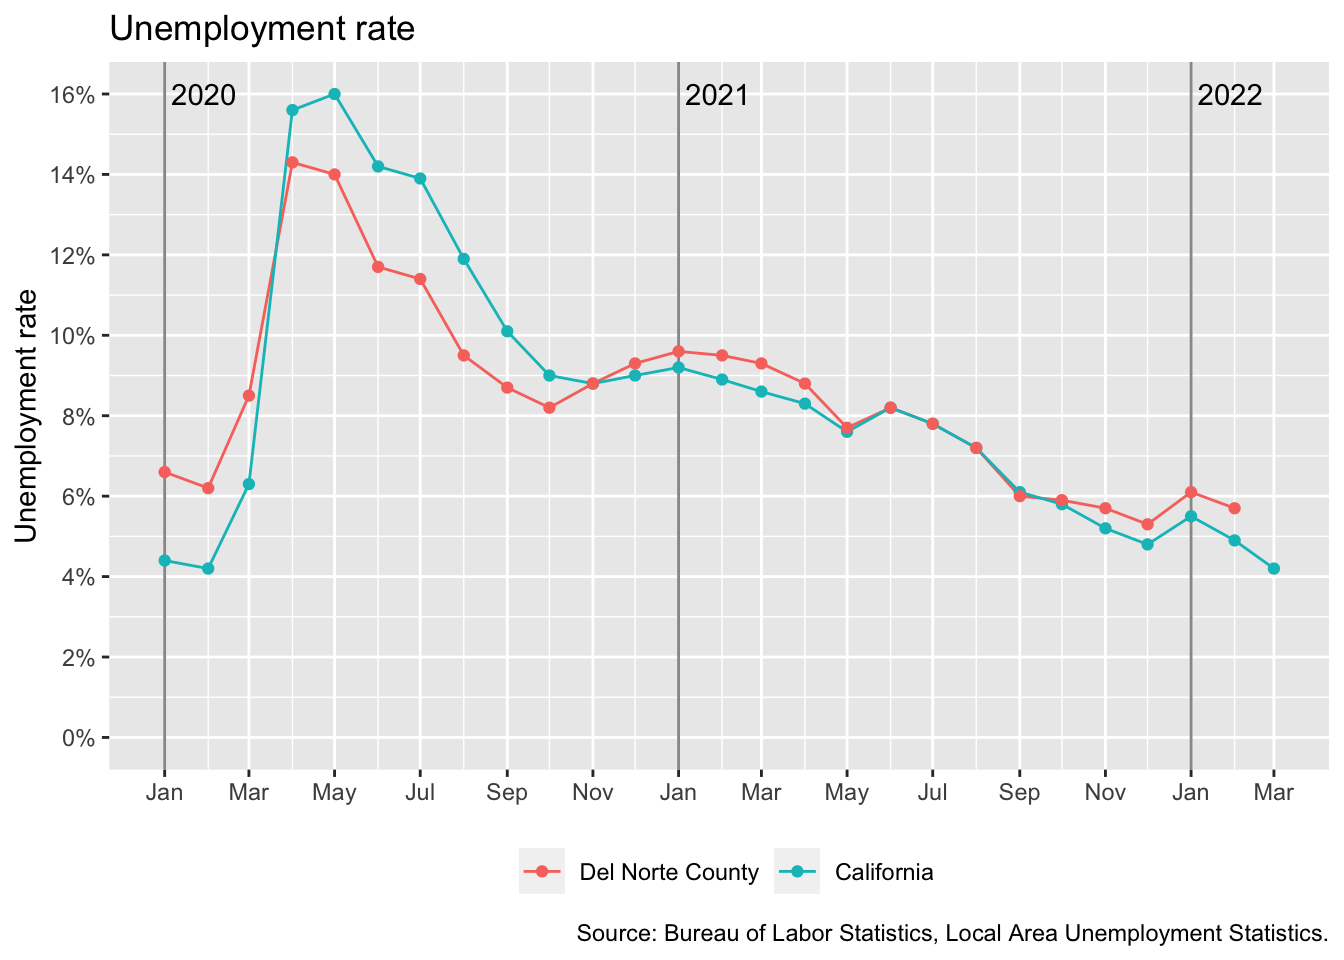 Unemployment rate
2020 2021 2022
Unemployment rate
16%
14%
12%
10%
8%
6%
4%
2%
0%
Jan Mar May Jul Sep Nov Jan Mar May Jul Sep Nov Jan Mar
Del Norte County California
Source: Bureau of Labor Statistics, Local Area Unemployment Statistics.